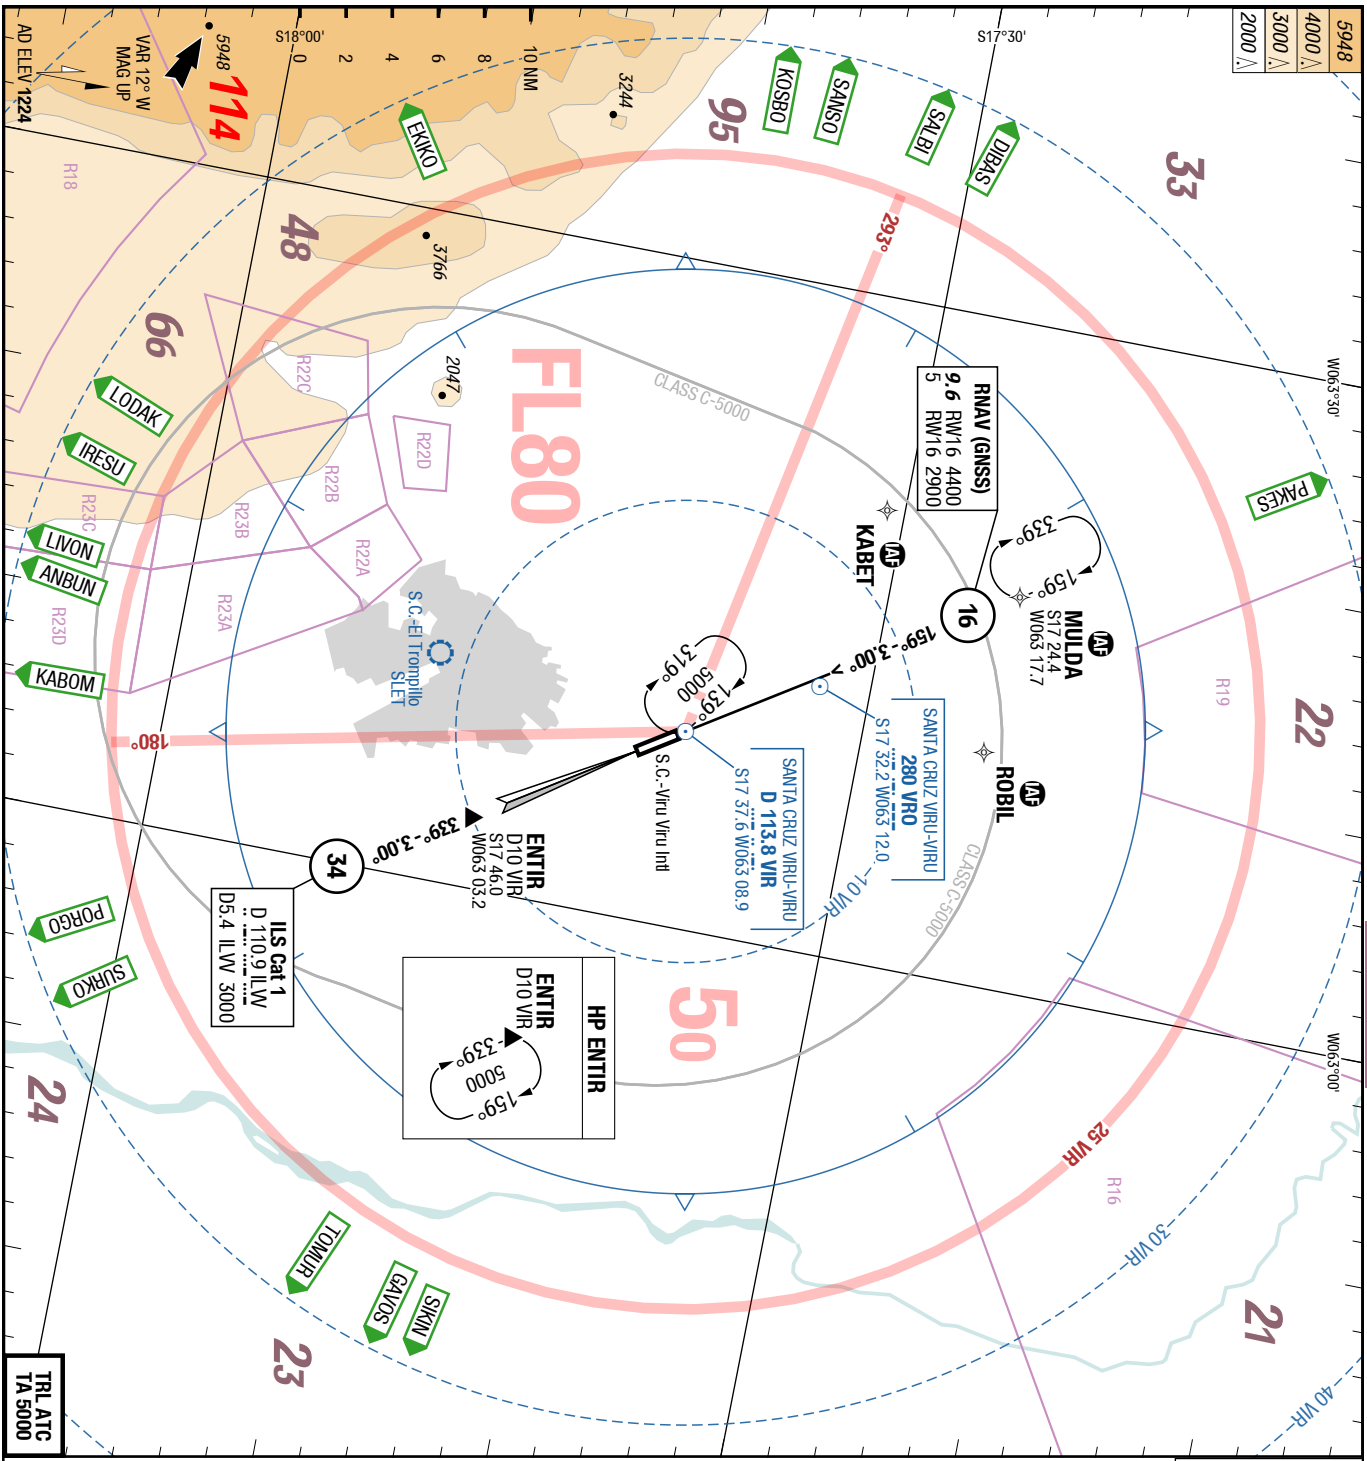 5948
4000
3000
2000
33
PAKES
W063°30'
22
W063°00'
21
40 VIR
S17°30'
DIBAS
SALBI
SANSO
KOSBO
95
293°
RNAV (GNSS)
9.6 RW16 4400
5 RW16 2900
339°
159°
IAF
MULDA
S17 24.4
W063 17.7
R19
16
IAF
KABET
159°-3.00°
IAF
ROBIL
CLASS C-5000
SANTA CRUZ VIRU-VIRU
280 VRO
S17 32.2 W063 12.0
10 VIR
SANTA CRUZ VIRU-VIRU
D 113.8 VIR
S17 37.6 W063 08.9
319°
5000
139°
S.C.-Viru Viru Intl
25 VIR
R16
30 VIR
50
CLASS C-5000
FL80
3244
10 NM
8
6
4
2
0
S18°00'
EKIKO
3766
48
2047
R22D
R22C
R22B
R22A
S.C.-El Trompillo
SLET
ENTIR
D10 VIR
S17 46.0
W063 03.2
339°-3.00°
34
ILS Cat 1
D 110.9 ILW
D5.4 ILW 3000
HP ENTIR
ENTIR
D10 VIR
339°
5000
159°
5948
114
VAR 12° W
MAG UP
AD ELEV 1224
R18
66
LODAK
IRESU
R23C
R23B
R23A
LIVON
ANBUN
R23D
KABOM
180°
PORGO
SURKO
24
TOMUR
GAVOS
SIKIN
23
TRL ATC
TA 5000